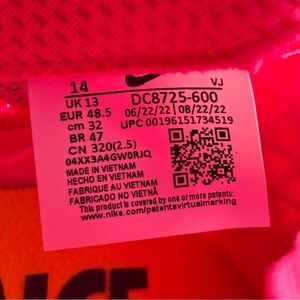 14 VJ
UK 13 DC8725-600
EUR 48.5 06/22/22 08/22/22
cm 32 UPC 00196151734519
BR 47
CN 320(2.5)
04XX3A4GW0RJQ
MADE IN VIETNAM
HECHO EN VIETNAM
FABRIQUE AU VIETNAM
FABRICADO NO VIETNÃ
This product is covered by one or more patents:
www.nike.com/patentsvirtualmarking